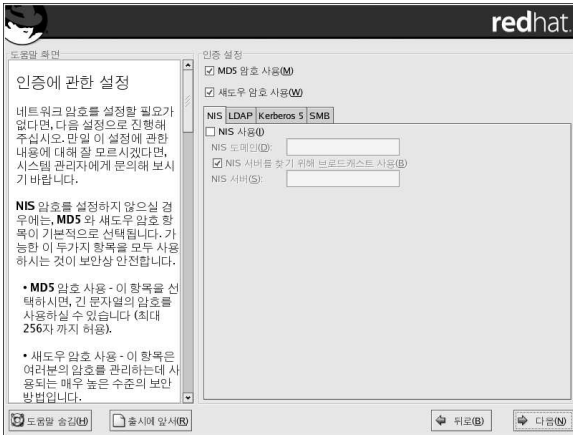 redhat.
도움말 화면
인증에 관한 설정
네트워크 암호를 설정할 필요가
없다면, 다음 설정으로 진행해
주십시오. 만일 이 설정에 관한
내용에 대해 잘 모르시겠다면,
시스템 관리자에게 문의해 보시
기 바랍니다.
NIS 암호를 설정하지 않으실 경
우에는, MD5 와 섀도우 암호 항
목이 기본적으로 선택됩니다. 가
능한 이 두가지 항목을 모두 사용
하시는 것이 보안상 안전합니다.
• MD5 암호 사용 - 이 항목을 선
택하시면, 긴 문자열의 암호를
사용하실 수 있습니다 (최대
256자 까지 허용).
• 섀도우 암호 사용 - 이 항목은
여러분의 암호를 관리하는데 사
용되는 매우 높은 수준의 보안
방법입니다.
인증 설정
MD5 암호 사용(M)
섀도우 암호 사용(W)
NIS LDAP Kerberos 5 SMB
NIS 사용(I)
NIS 도메인(D):
NIS 서버를 찾기 위해 브로드캐스트 사용(B)
NIS 서버(S):
도움말 숨김(H)
출시에 앞서(R)
뒤로(B)
다음(N)